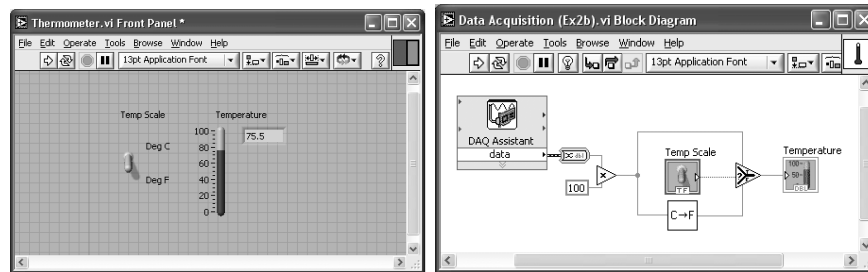 Thermometer.vi Front Panel *
File Edit Operate Tools Browse Window Help
13pt Application Font
Temp Scale
Temperature
Deg C
Deg F
100
80
60
40
20
0
75.5
Data Acquisition (Ex2b).vi Block Diagram
File Edit Operate Tools Browse Window Help
13pt Application Font
DAQ Assistant
data
100
x
Temp Scale
TF
C→F
?
Temperature
100
50
DBL